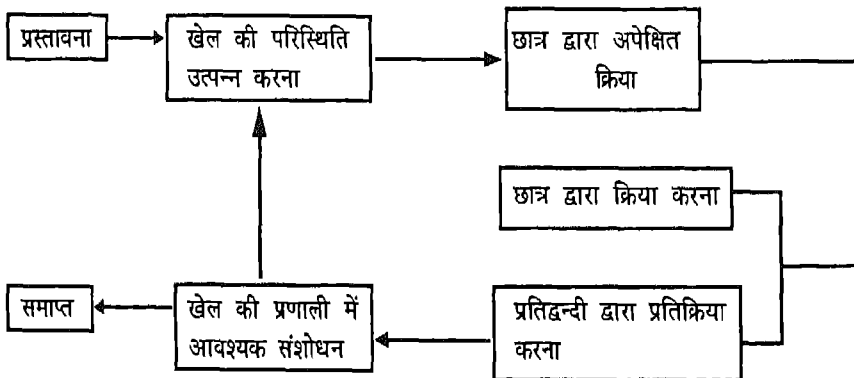 प्रस्तावना
खेल की परिस्थिति
उत्पन्न करना
छात्र द्वारा अपेक्षित
क्रिया
छात्र द्वारा क्रिया करना
समाप्त
खेल की प्रणाली में
आवश्यक संशोधन
प्रतिद्वन्दी द्वारा प्रतिक्रिया
करना